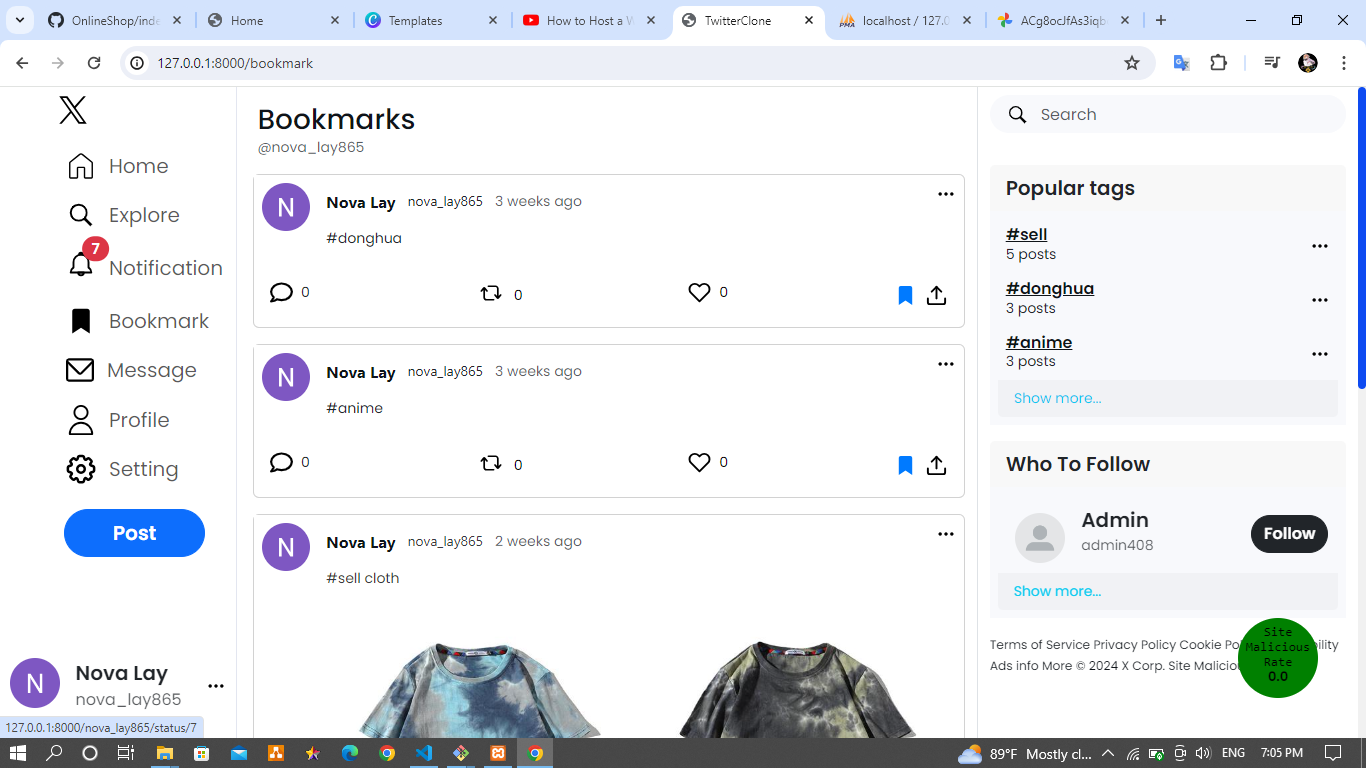 OnlineShop/inde
Home
Templates
How to Host a W
TwitterClone
localhost / 127.0
ACg8ocJfAs3iqb
127.0.0.1:8000/bookmark
Home
Explore
7
Notification
Bookmark
Message
Profile
Setting
Post
N
Nova Lay
nova_lay865
127.0.0.1:8000/nova_lay865/status/7
Bookmarks
@nova_lay865
N
Nova Lay nova_lay865 3 weeks ago
#donghua
0 0 0
N
Nova Lay nova_lay865 3 weeks ago
#anime
0 0 0
N
Nova Lay nova_lay865 2 weeks ago
#sell cloth
Search
Popular tags
#sell
5 posts
#donghua
3 posts
#anime
3 posts
Show more...
Who To Follow
Admin
admin408
Follow
Show more...
Terms of Service Privacy Policy Cookie
Ads info More © 2024 X Corp. Site
Site
Malicious
Rate
0.0
89°F Mostly cl...
ENG
7:05 PM